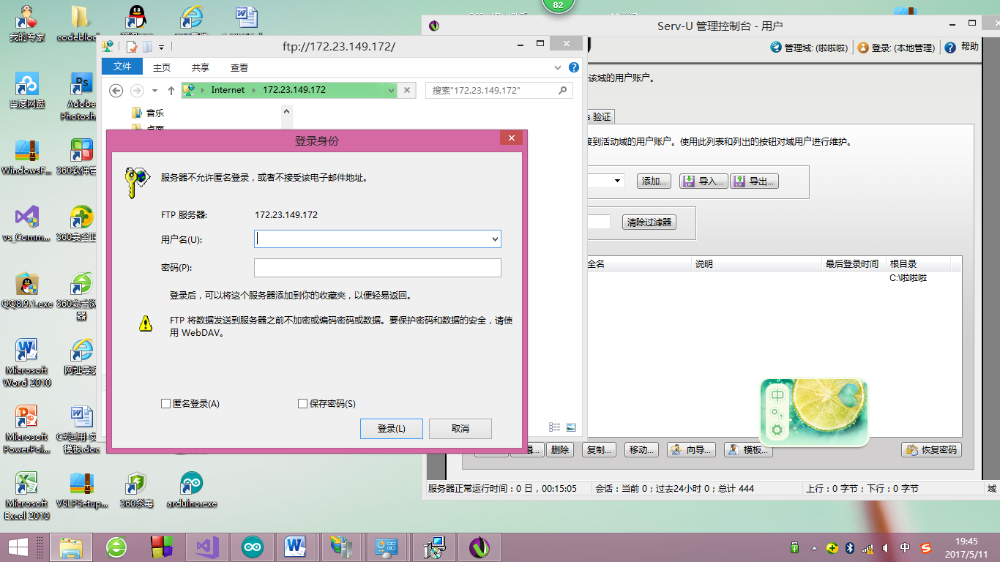 82
我的专家
Serv-U 管理控制台 - 用户
管理域: (啦啦啦)
登录: (本地管理)
帮助
ftp://172.23.149.172/
文件
主页
共享
查看
Internet
172.23.149.172
搜索"172.23.149.172"
音乐
桌面
该域的用户账户。
验证
接到活动域的用户账户。使用此列表和列出的按钮对域用户进行维护。
添加...
导入...
导出...
清除过滤器
全名
说明
最后登录时间
根目录
C:\啦啦啦
登录身份
服务器不允许匿名登录，或者不接受该电子邮件地址。
FTP 服务器:
172.23.149.172
用户名(U):
密码(P):
登录后，可以将这个服务器添加到你的收藏夹，以便轻易返回。
FTP 将数据发送到服务器之前不加密或编码密码或数据。要保护密码和数据的安全，请使
用 WebDAV。
匿名登录(A)
保存密码(S)
登录(L)
取消
删除
复制...
移动...
向导...
模板...
恢复密码
服务器正常运行时间：0 日，00:15:05
会话：当前 0；过去24小时 0；总计 444
上行：0 字节；下行：0 字节
域
百度网盘
Adobe
WindowsF...
360软件管
vs_Comm...
QQ8.9.1.exe
Microsoft
Word 2010
网址导航
Microsoft
PowerPoi...
模板.doc
Microsoft
Excel 2010
VSLPSetup...
360杀毒
arduino.exe
中
中
19:45
2017/5/11